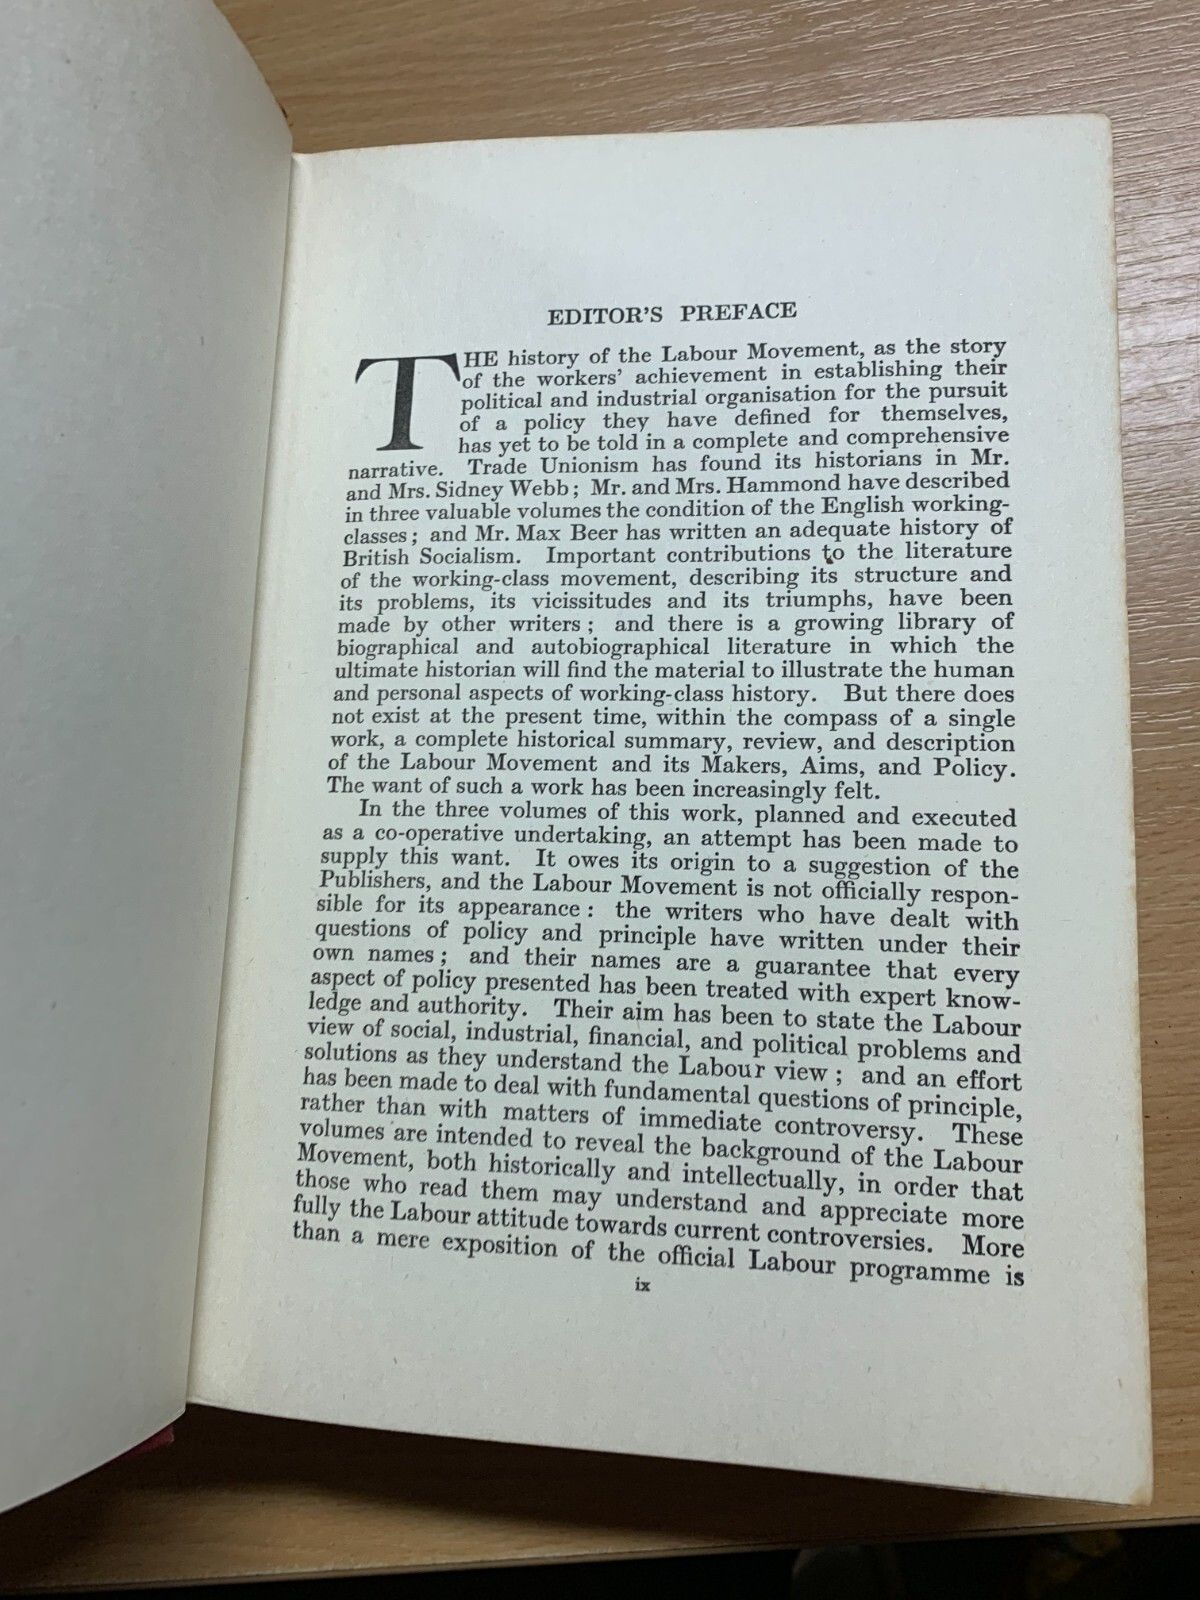 EDITOR'S PREFACE
THE history of the Labour Movement, as the story
of the workers' achievement in establishing their
political and industrial organisation for the pursuit
of a policy they have defined for themselves,
has yet to be told in a complete and comprehensive
narrative. Trade Unionism has found its historians in Mr.
and Mrs. Sidney Webb; Mr. and Mrs. Hammond have described
in three valuable volumes the condition of the English working-
classes; and Mr. Max Beer has written an adequate history of
British Socialism. Important contributions to the literature
of the working-class movement, describing its structure and
its problems, its vicissitudes and its triumphs, have been
made by other writers; and there is a growing library of
biographical and autobiographical literature in which the
ultimate historian will find the material to illustrate the human
and personal aspects of working-class history. But there does
not exist at the present time, within the compass of a single
work, a complete historical summary, review, and description
of the Labour Movement and its Makers, Aims, and Policy.
The want of such a work has been increasingly felt.
In the three volumes of this work, planned and executed
as a co-operative undertaking, an attempt has been made to
supply this want. It owes its origin to a suggestion of the
Publishers, and the Labour Movement is not officially respon-
sible for its appearance: the writers who have dealt with
questions of policy and principle have written under their
own names; and their names are a guarantee that every
aspect of policy presented has been treated with expert know-
ledge and authority. Their aim has been to state the Labour
view of social, industrial, financial, and political problems and
solutions as they understand the Labour view; and an effort
has been made to deal with fundamental questions of principle,
rather than with matters of immediate controversy. These
volumes are intended to reveal the background of the Labour
Movement, both historically and intellectually, in order that
those who read them may understand and appreciate more
fully the Labour attitude towards current controversies. More
than a mere exposition of the official Labour programme is
ix